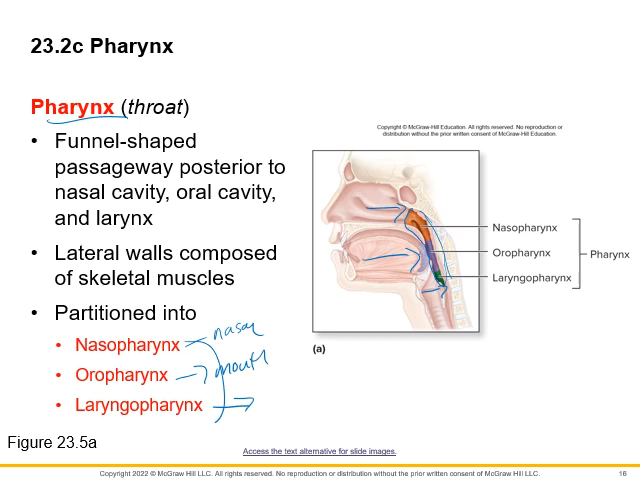 23.2c Pharynx
Pharynx (throat)
• Funnel-shaped
passageway posterior to
nasal cavity, oral cavity,
and larynx
• Lateral walls composed
of skeletal muscles
• Partitioned into
• Nasopharynx
nasay
• Oropharynx
mouth
• Laryngopharynx
Figure 23.5a
Copyright © McGraw-Hill Education. All rights reserved. No reproduction or
distribution without the prior written consent of McGraw-Hill Education.
Nasopharynx
Oropharynx
Laryngopharynx
Pharynx
(a)
Access the text alternative for slide images.
Copyright 2022 © McGraw Hill LLC. All rights reserved. No reproduction or distribution without the prior written consent of McGraw Hill LLC.
16